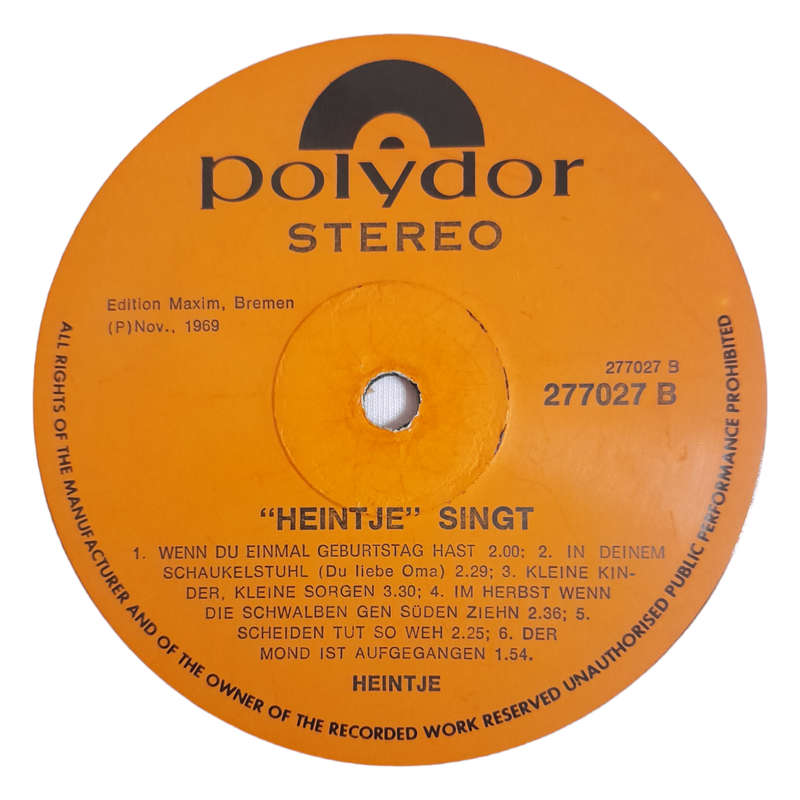 polydor
STEREO
Edition Maxim, Bremen
(P)Nov., 1969
277027 B
277027 B
"HEINTJE" SINGT
1. WENN DU EINMAL GEBURTSTAG HAST 2.00; 2. IN DEINEM
SCHAUKELSTUHL (Du liebe Oma) 2.29; 3. KLEINE KIN-
DER, KLEINE SORGEN 3.30; 4. IM HERBST WENN
DIE SCHWALBEN GEN SÜDEN ZIEHN 2.36; 5.
SCHEIDEN TUT SO WEH 2.25; 6. DER
MOND IST AUFGEGANGEN 1.54.
HEINTJE
ALL RIGHTS OF THE MANUFACTURER AND OF THE OWNER OF THE RECORDED WORK RESERVED UNAUTHORISED PUBLIC PERFORMANCE PROHIBITED